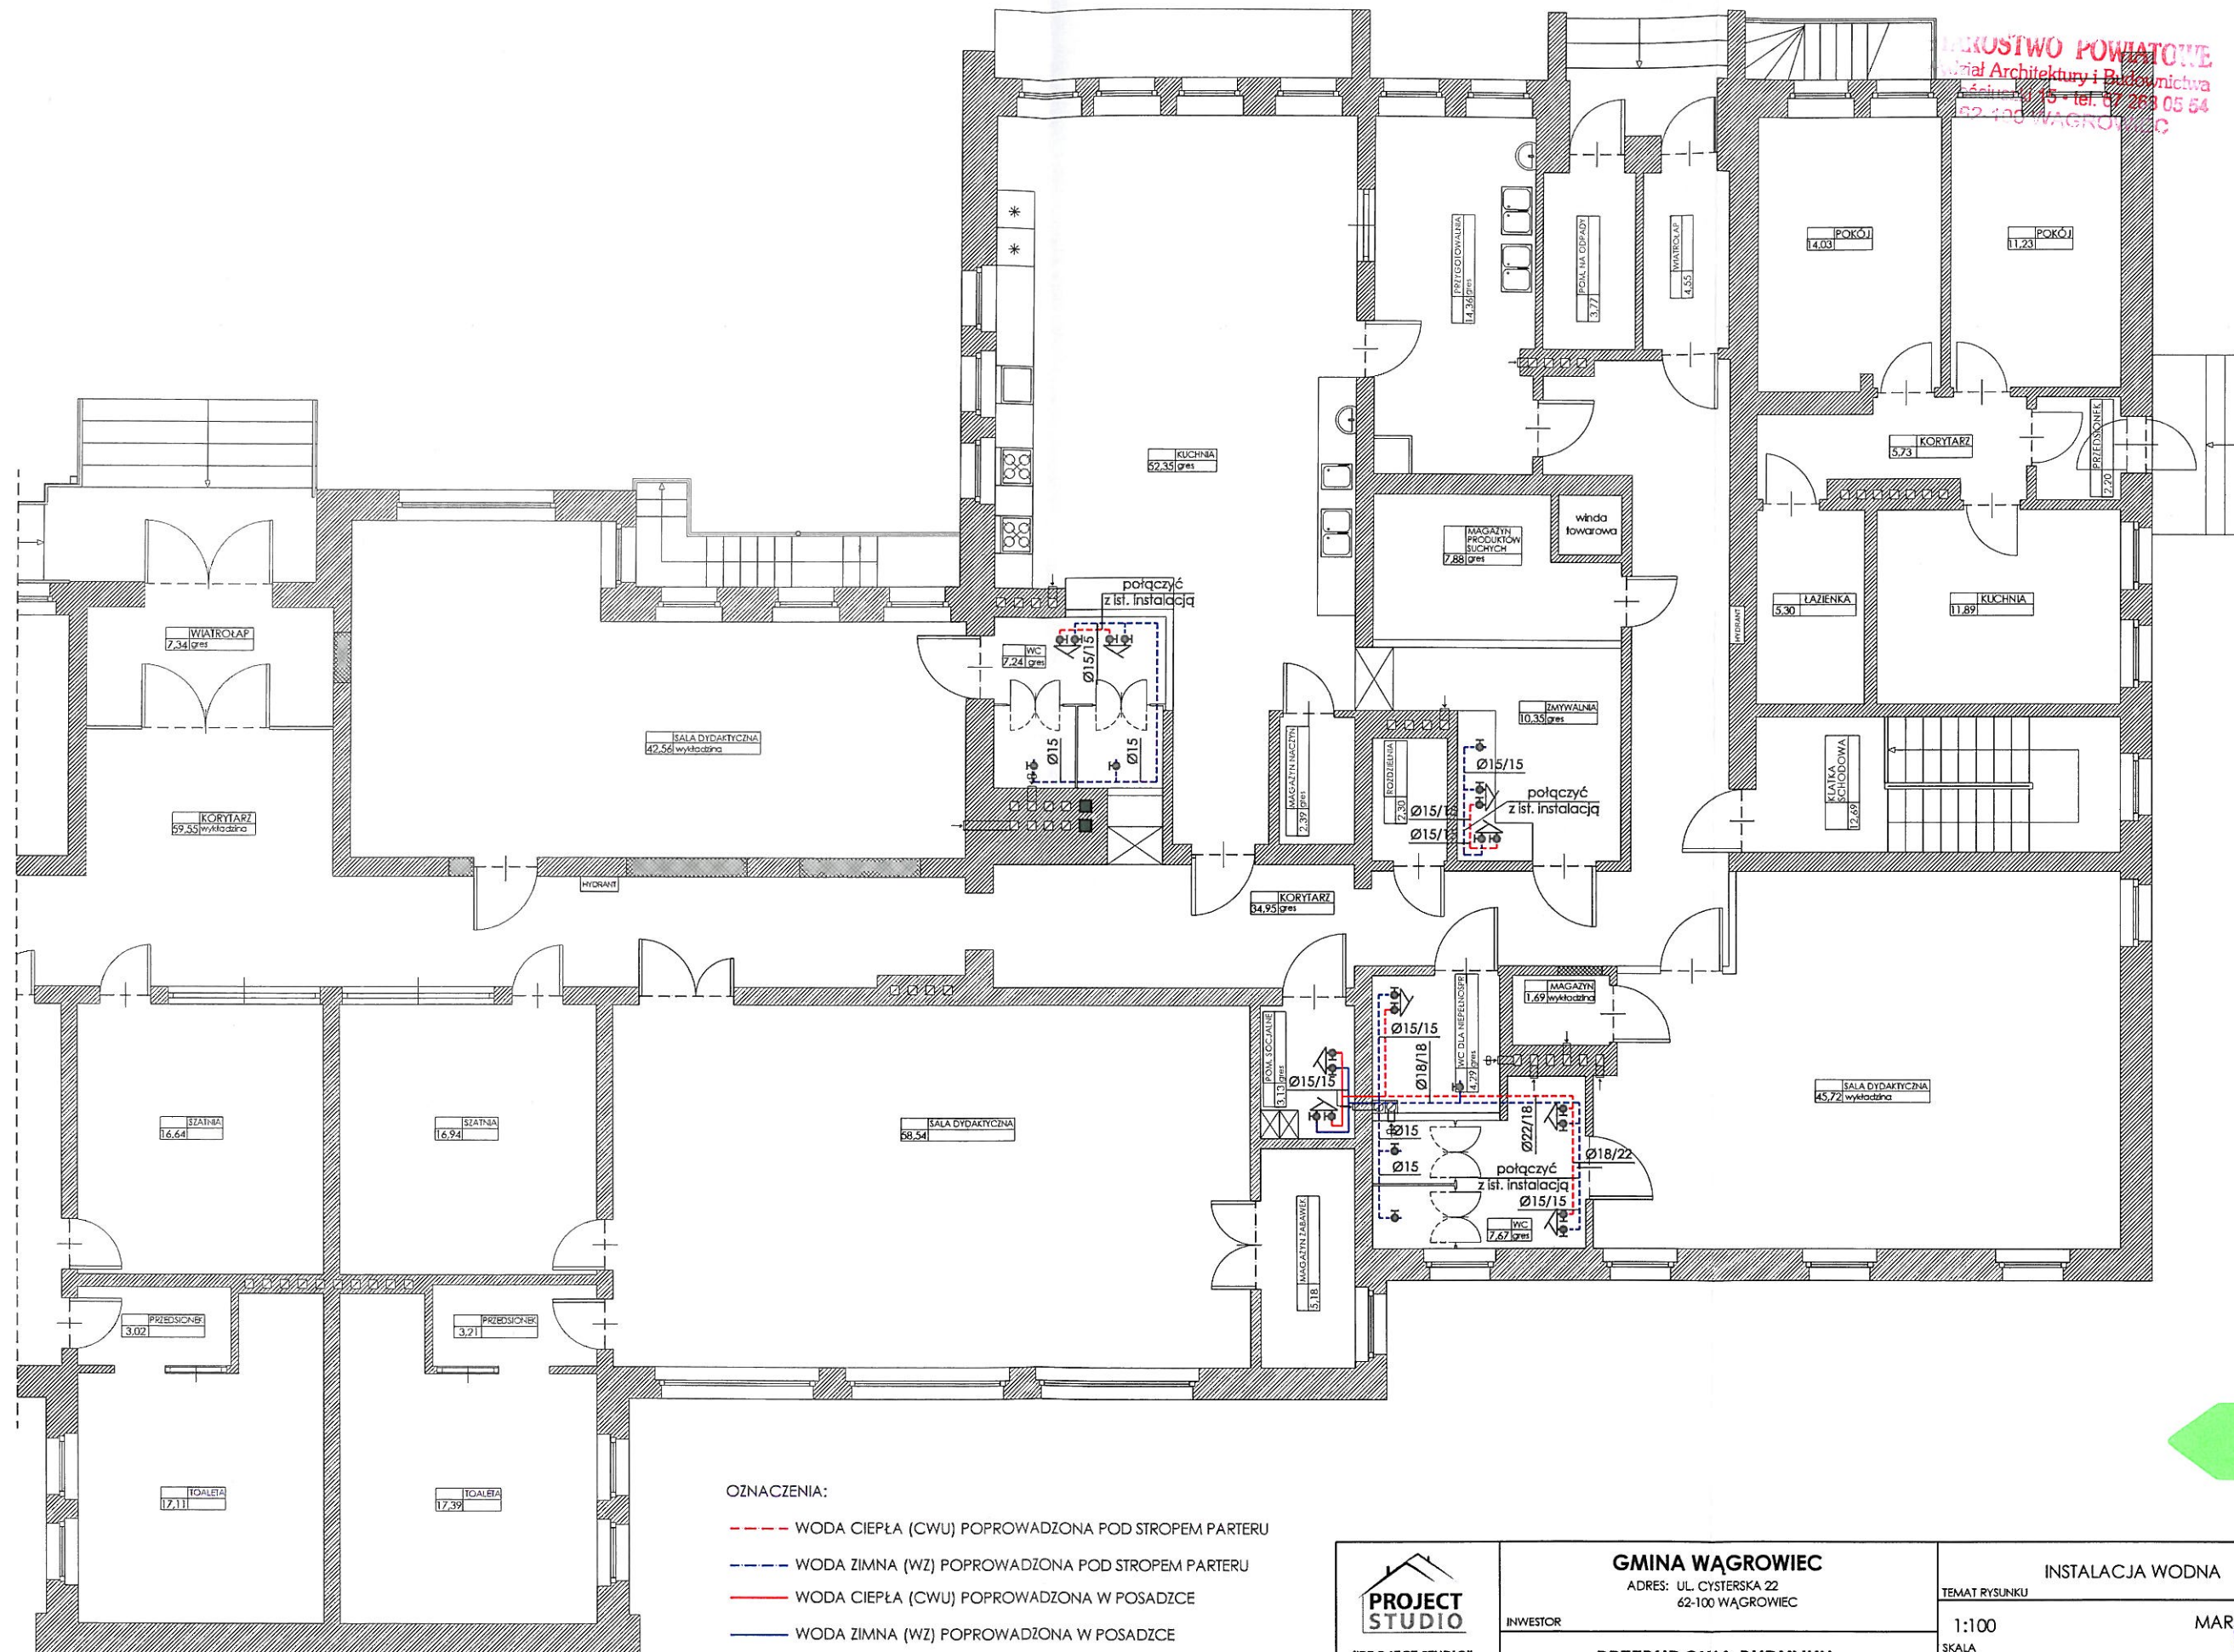 POWIATOWE
Architektury i Budownictwa
15 - tel. 67 268 05 54
62-100 WĄGROWIEC
POKÓJ
14,03
POKÓJ
11,23
PRZYGOTOWALNIA
14,36 gres
POM. NA ODPADY
3,77
WIATROŁAP
4,55
KORYTARZ
5,73
PRZEDSIONEK
2,20
KUCHNIA
52,35 gres
winda
towarowa
MAGAZYN
PRODUKTÓW
SUCHYCH
7,88 gres
ŁAZIENKA
5,30
KUCHNIA
11,89
HYDRANT
połączyć
z ist. instalacją
WIATROŁAP
7,34 gres
WC
7,24 gres
Ø15/15
Ø15
Ø15
SALA DYDAKTYCZNA
42,56 wykładzina
ZMYWALNIA
10,35 gres
MAGAZYN NACZYŃ
2,39 gres
ROZDZIELNIA
2,30
Ø15/15
połączyć
z ist. instalacją
Ø15/15
Ø15/15
KLATKA
SCHODOWA
12,69
KORYTARZ
59,55 wykładzina
HYDRANT
KORYTARZ
34,95 gres
POM. SOCJALNE
3,13 gres
Ø15/15
Ø15/15
Ø18/18
WC DLA NIEPEŁNOSPR.
4,29 gres
MAGAZYN
1,69 wykładzina
SALA DYDAKTYCZNA
45,72 wykładzina
SZATNIA
16,64
SZATNIA
16,94
SALA DYDAKTYCZNA
58,54
Ø15
Ø15
Ø22/18
Ø18/22
połączyć
z ist. instalacją
Ø15/15
WC
7,67 gres
MAGAZYN ZABAWEK
5,18
PRZEDSIONEK
3,02
PRZEDSIONEK
3,21
TOALETA
17,11
TOALETA
17,39
OZNACZENIA:
WODA CIEPŁA (CWU) POPROWADZONA POD STROPEM PARTERU
WODA ZIMNA (WZ) POPROWADZONA POD STROPEM PARTERU
WODA CIEPŁA (CWU) POPROWADZONA W POSADZCE
WODA ZIMNA (WZ) POPROWADZONA W POSADZCE
PROJECT
STUDIO
GMINA WĄGROWIEC
ADRES: UL. CYSTERSKA 22
62-100 WĄGROWIEC
INWESTOR
INSTALACJA WODNA
TEMAT RYSUNKU
1:100
MAR
SKALA